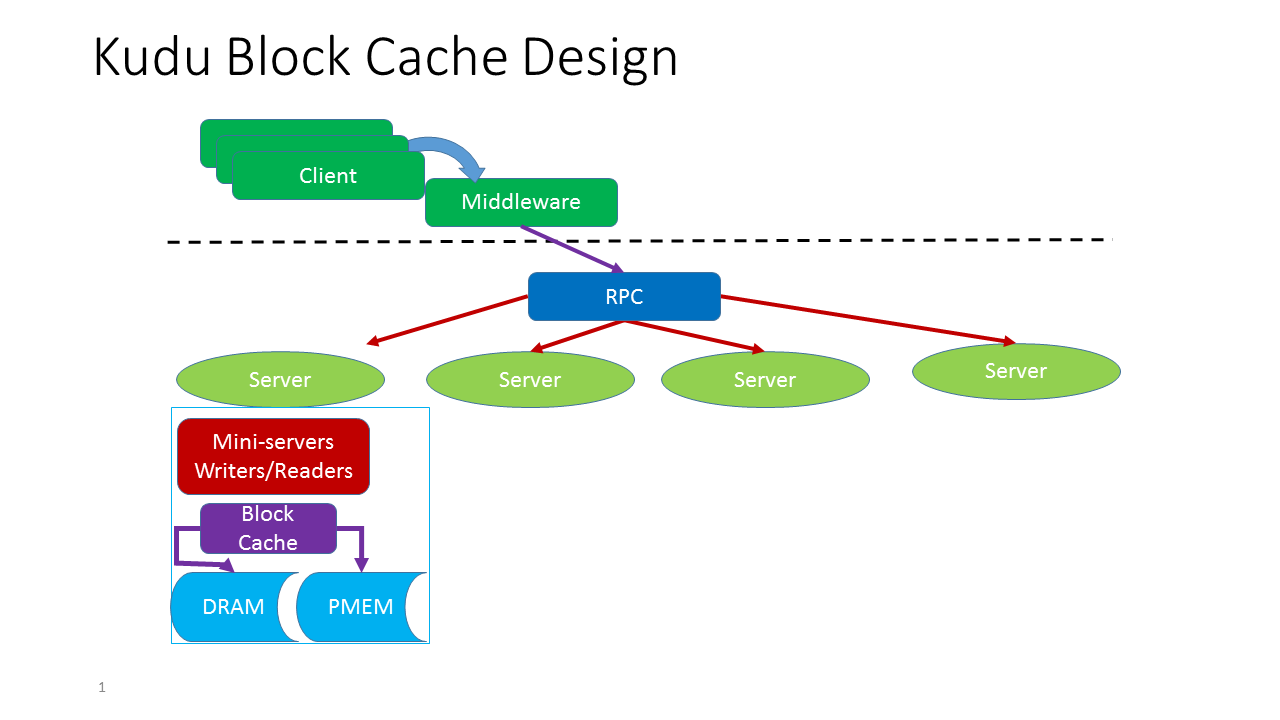 Kudu Block Cache Design
Client
Middleware
RPC
Server
Server
Server
Server
Mini-servers
Writers/Readers
Block
Cache
DRAM
PMEM
1